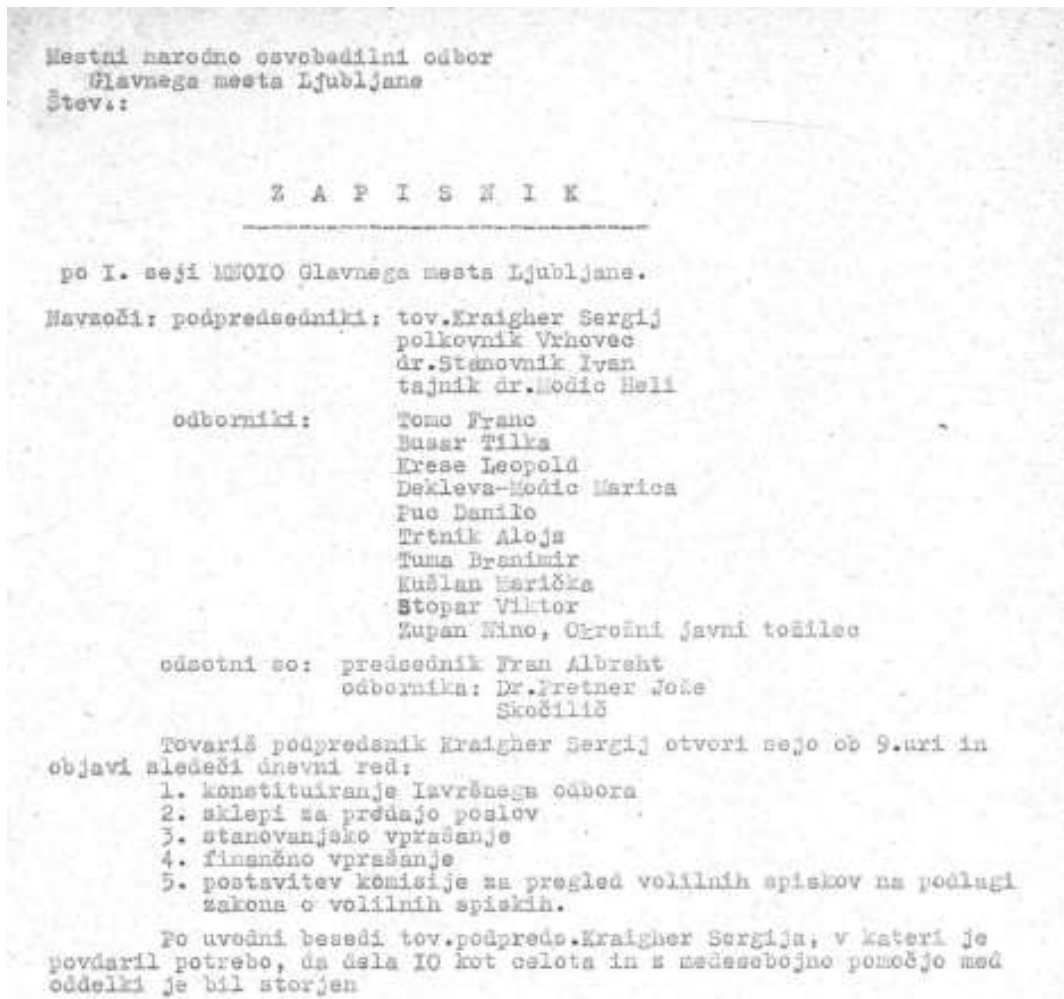 Mestni narodno osvobodilni odbor
Glavnega mesta Ljubljane
Štev.:
Z A P I S N I K
po I. seji MNOIO Glavnega mesta Ljubljane.
Navzoči: podpredsedniki: tov.Kraigher Sergij
polkovnik Vrhovec
dr.Stanovnik Ivan
tajnik dr.Modic Heli
odborniki: Tomo Franc
Busar Tilka
Krese Leopold
Dekleva-Modic Marica
Puc Danilo
Trtnik Alojz
Tuma Branimir
Kušlan Marička
Stopar Viktor
Zupan Nino, Okrožni javni tožilec
odsotni so: predsednik Fran Albreht
odbornika: Dr.Pretner Jože
Skočilič
Tovariš podpredsnik Kraigher Sergij otvori sejo ob 9.uri in
objavi sledeči dnevni red:
1. konstituiranje Izvršnega odbora
2. sklepi za predajo poslov
3. stanovanjsko vprašanje
4. finančno vprašanje
5. postavitev komisije za pregled volilnih spiskov na podlagi
zakona o volilnih spiskih.
Po uvodni besedi tov.podpreds.Kraigher Sergija, v kateri je
povdaril potrebo, da dela IO kot celota in z medesebojno pomočjo med
oddelki je bil storjen